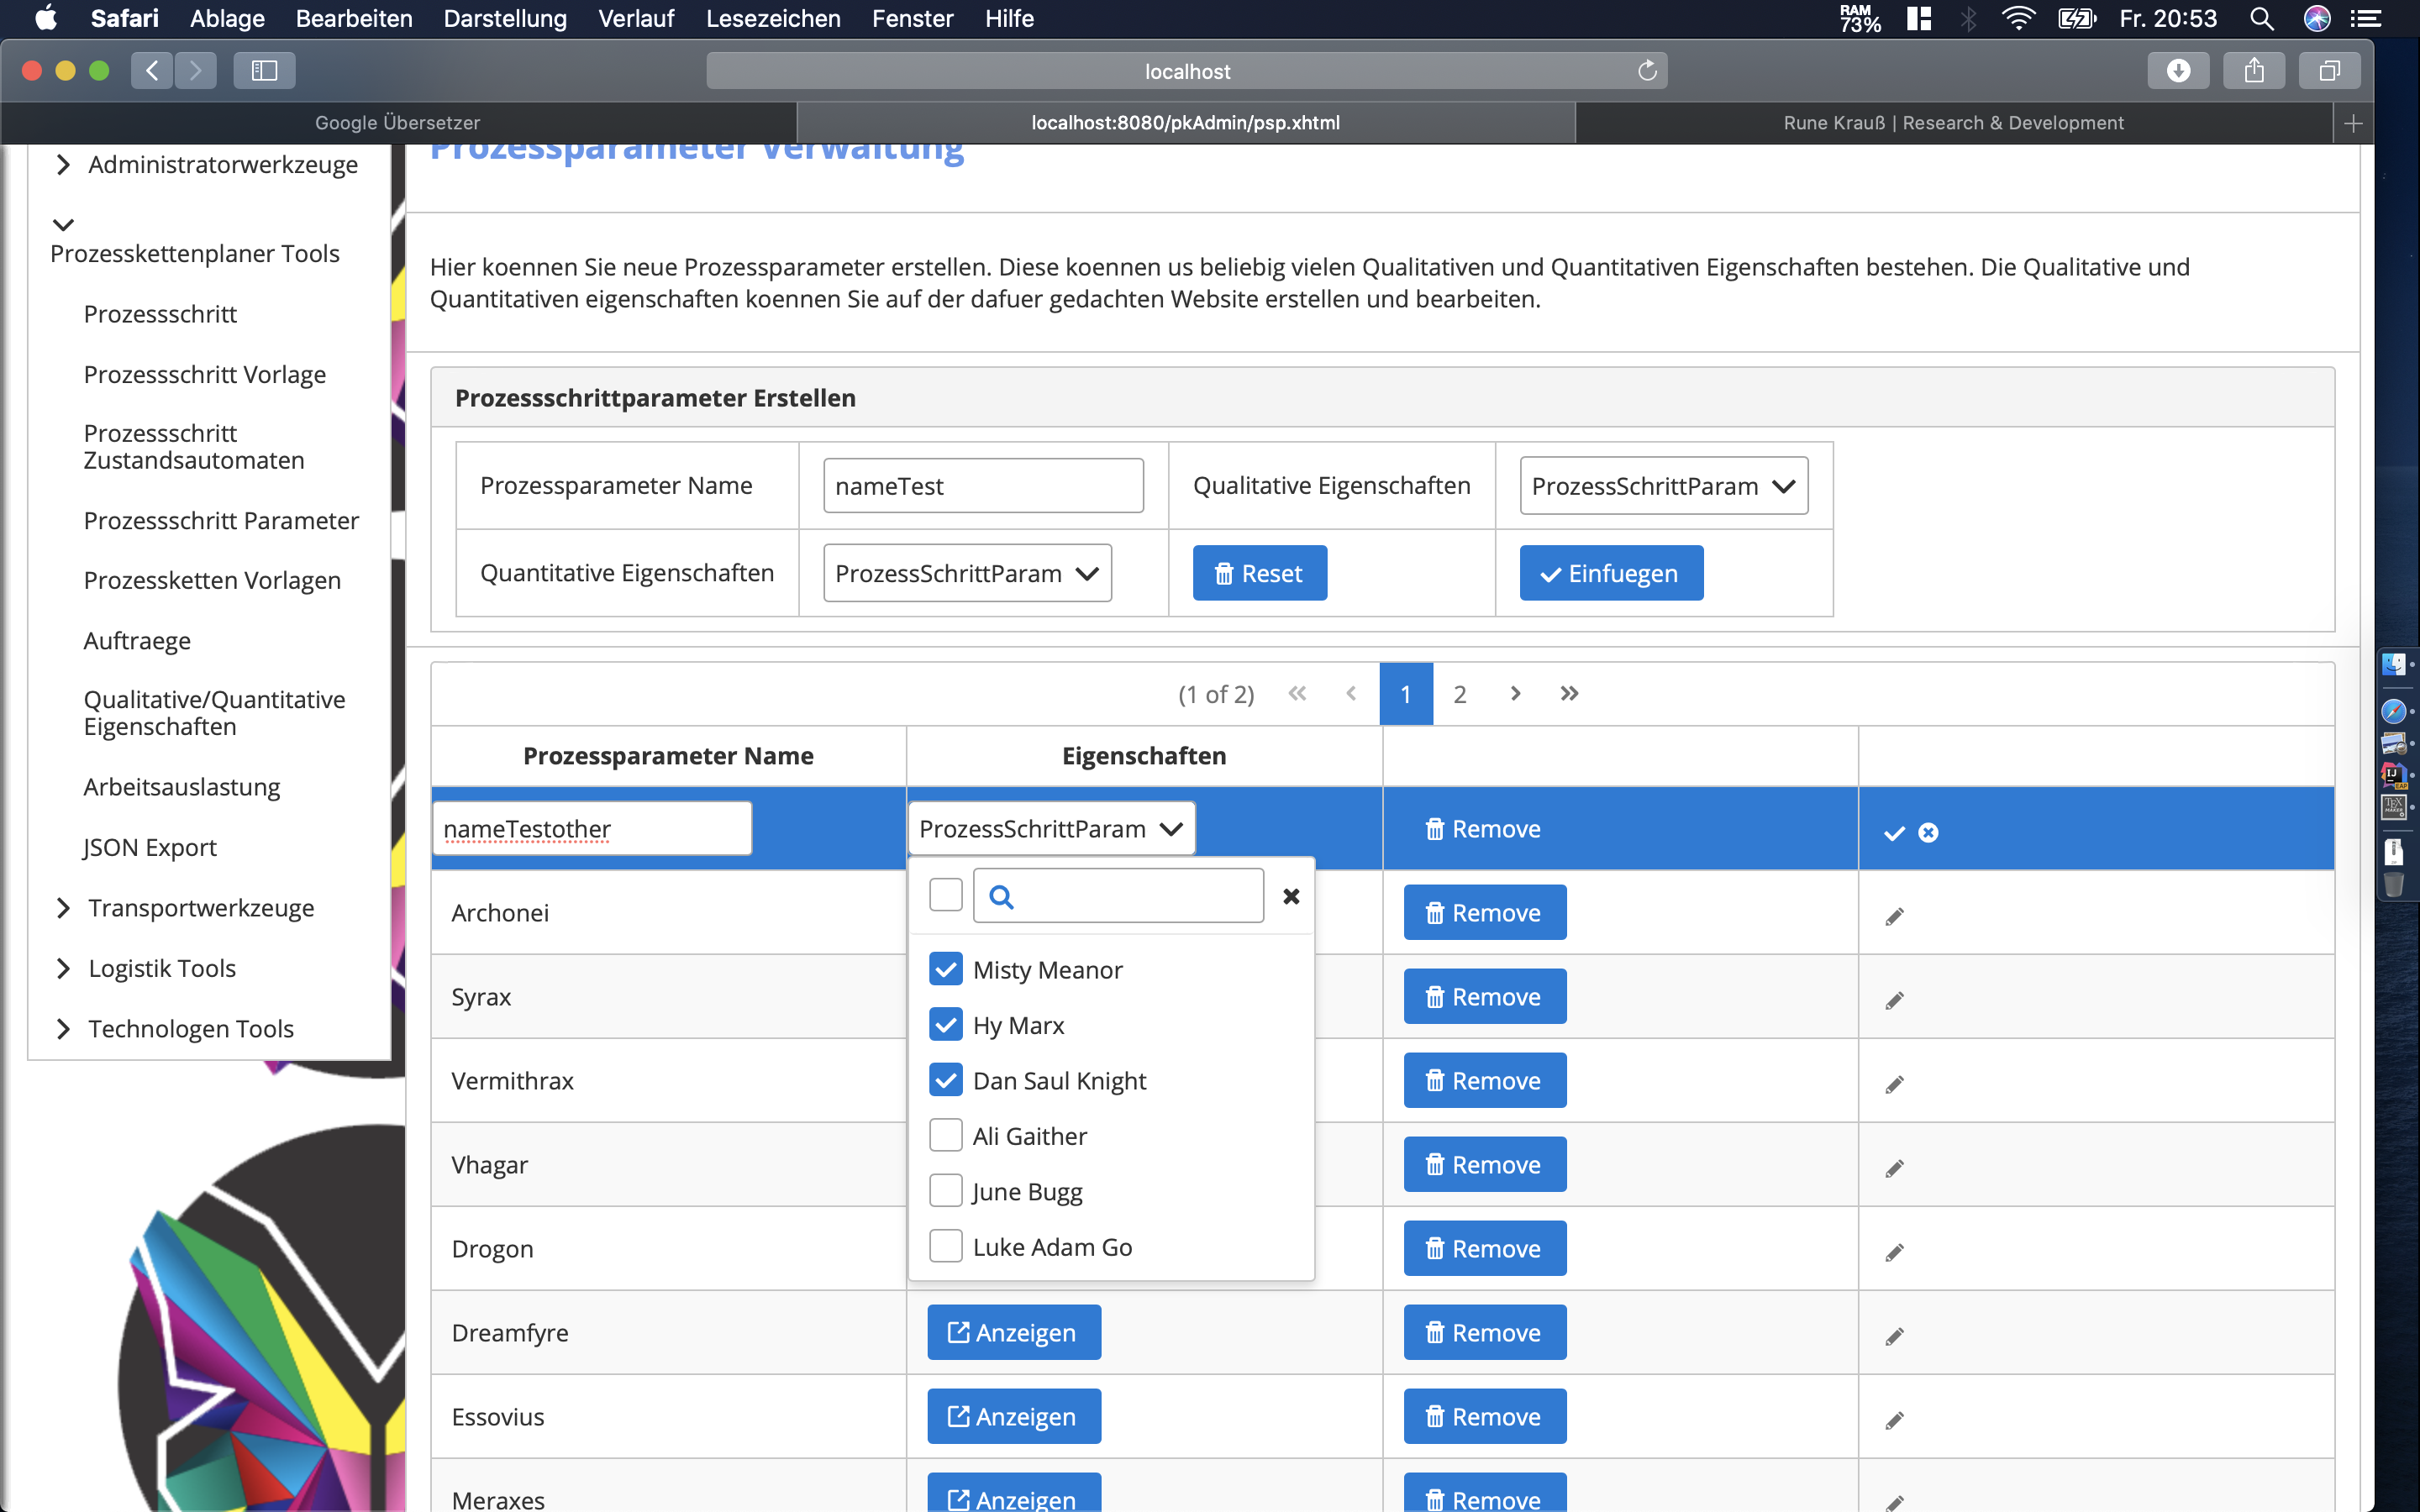 Safari Ablage Bearbeiten Darstellung Verlauf Lesezeichen Fenster Hilfe RAM 73% Fr. 20:53
localhost
Google Übersetzer localhost:8080/pkAdmin/psp.xhtml Rune Krauß | Research & Development
Administratorwerkzeuge
Prozesskettenplaner Tools
Prozessschritt
Prozessschritt Vorlage
Prozessschritt
Zustandsautomaten
Prozessschritt Parameter
Prozessketten Vorlagen
Auftraege
Qualitative/Quantitative
Eigenschaften
Arbeitsauslastung
JSON Export
Transportwerkzeuge
Logistik Tools
Technologen Tools
Prozessparameter Verwaltung
Hier koennen Sie neue Prozessparameter erstellen. Diese koennen us beliebig vielen Qualitativen und Quantitativen Eigenschaften bestehen. Die Qualitative und
Quantitativen eigenschaften koennen Sie auf der dafuer gedachten Website erstellen und bearbeiten.
Prozessschrittparameter Erstellen
Prozessparameter Name nameTest Qualitative Eigenschaften ProzessSchrittParam
Quantitative Eigenschaften ProzessSchrittParam Reset Einfuegen
(1 of 2) 1 2
Prozessparameter Name Eigenschaften
nameTestother ProzessSchrittParam Remove
Archonei Remove
Misty Meanor
Syrax Remove
Hy Marx
Vermithrax Dan Saul Knight Remove
Ali Gaither
Vhagar Remove
June Bugg
Drogon Luke Adam Go Remove
Dreamfyre Anzeigen Remove
Essovius Anzeigen Remove
Meraxes Anzeigen Remove